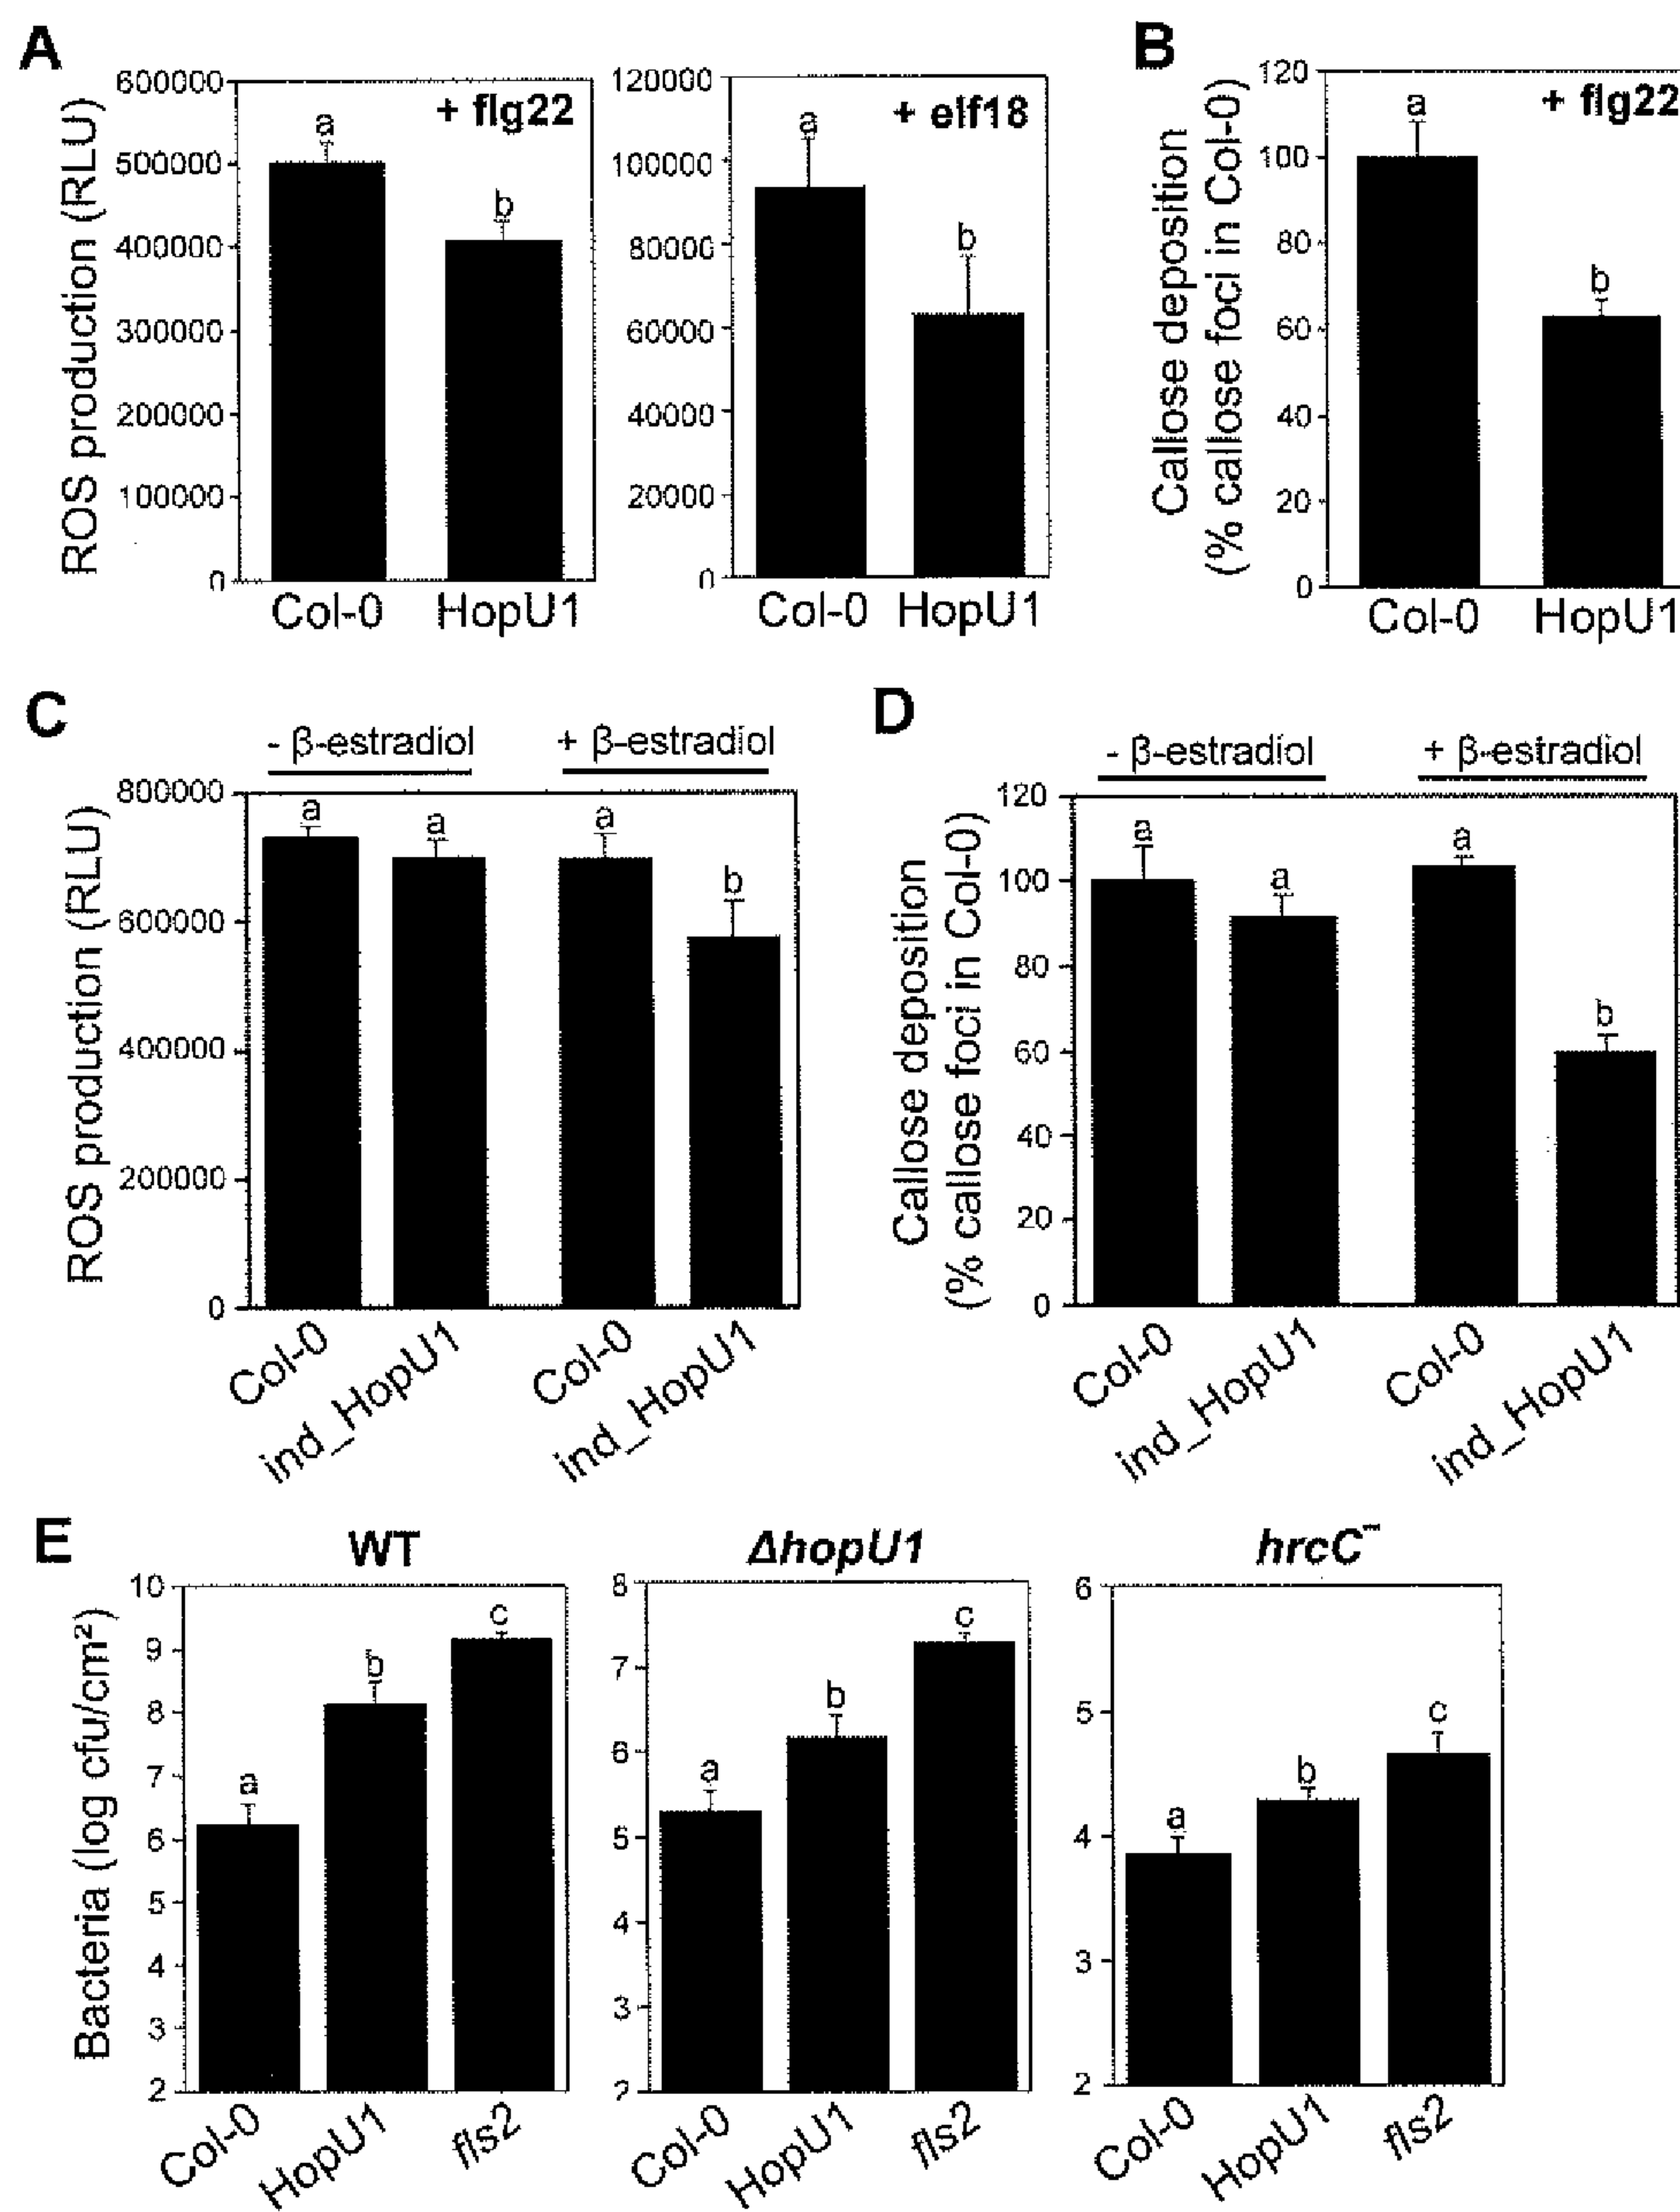 A
ROS production (RLU)
600000
500000
400000
300000
200000
100000
0
+ flg22
a
b
Col-0 HopU1
120000
100000
80000
60000
40000
20000
0
+ elf18
a
b
Col-0 HopU1
B
Callose deposition
(% callose foci in Col-0)
120
100
80
60
40
20
0
+ flg22
a
b
Col-0 HopU1
C
- β-estradiol + β-estradiol
ROS production (RLU)
800000
600000
400000
200000
0
a
a
a
b
Col-0
ind_HopU1
Col-0
ind_HopU1
D
- β-estradiol + β-estradiol
Callose deposition
(% callose foci in Col-0)
120
100
80
60
40
20
0
a
a
a
b
Col-0
ind_HopU1
Col-0
ind_HopU1
E
Bacteria (log cfu/cm²)
WT
10
9
8
7
6
5
4
3
2
a
b
c
Col-0
HopU1
fls2
ΔhopU1
8
7
6
5
4
3
2
a
b
c
Col-0
HopU1
fls2
hrcC⁻
6
5
4
3
2
a
b
c
Col-0
HopU1
fls2